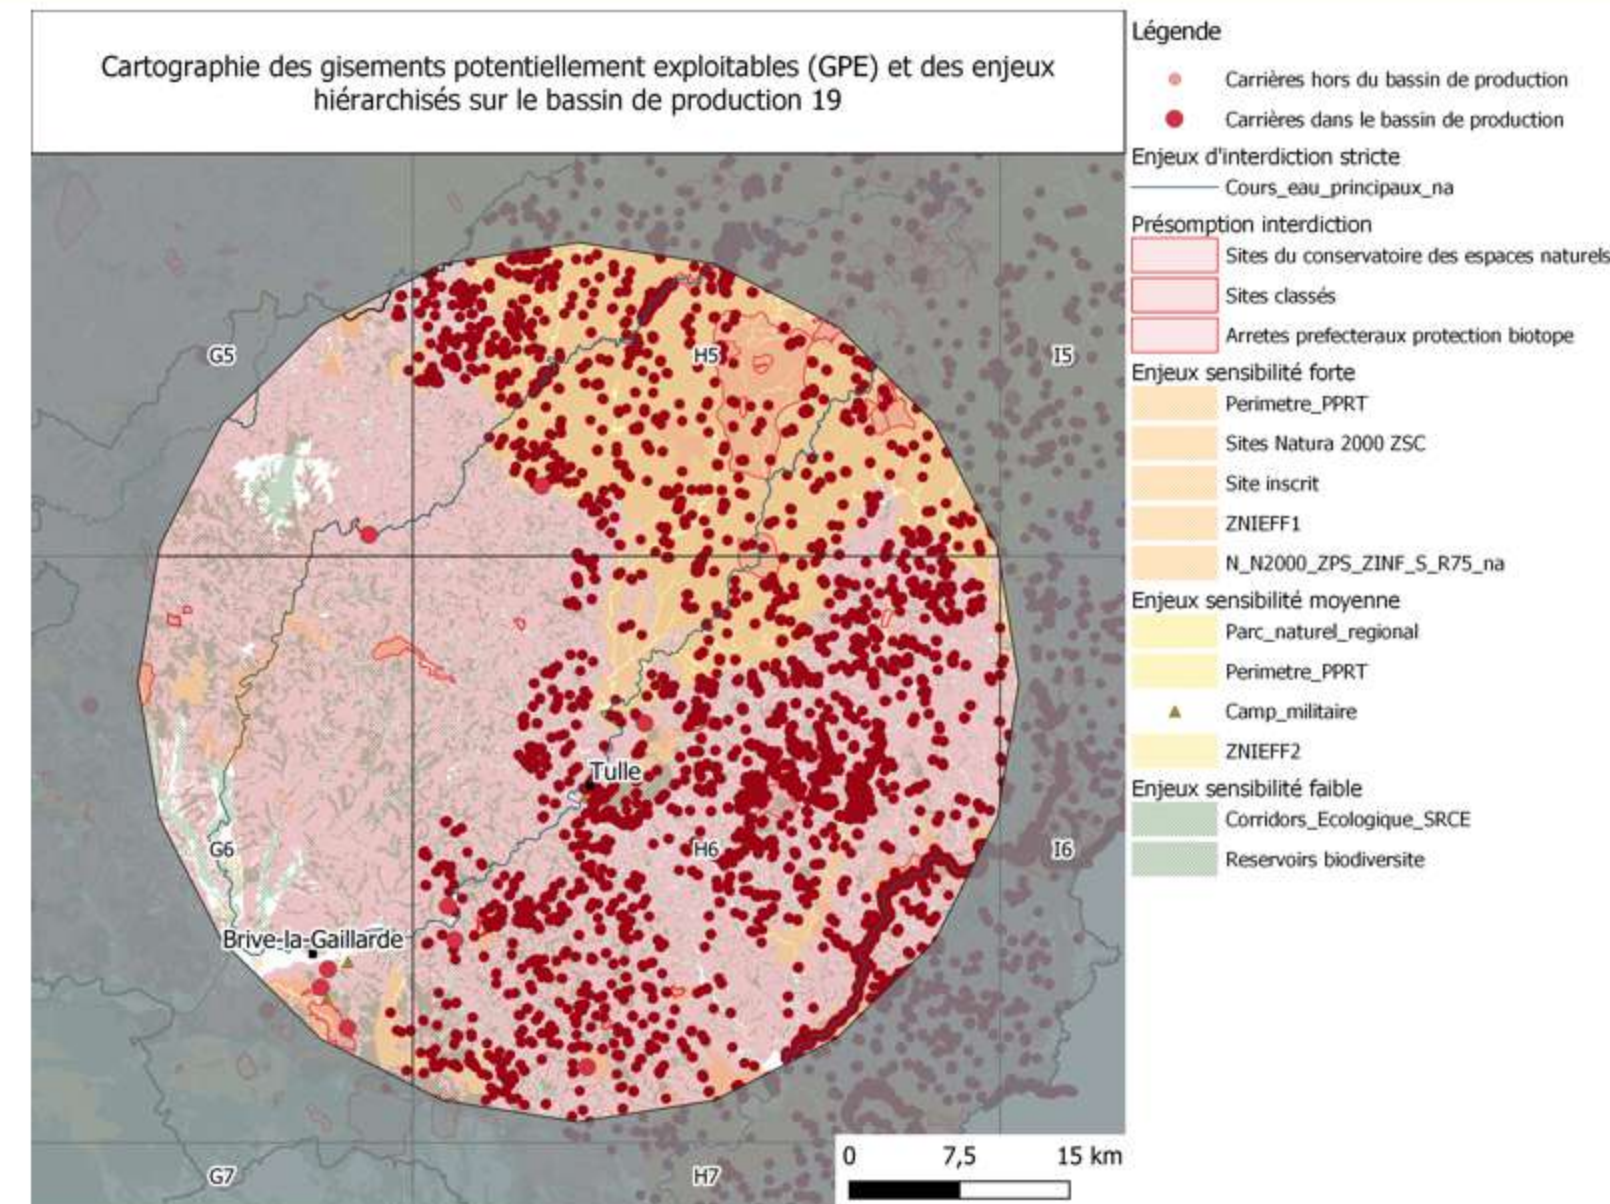 Cartographie des gisements potentiellement exploitables (GPE) et des enjeux
hiérarchisés sur le bassin de production 19
Légende
Carrières hors du bassin de production
Carrières dans le bassin de production
Enjeux d'interdiction stricte
Cours_eau_principaux_na
Présomption interdiction
Sites du conservatoire des espaces naturels
Sites classés
Arretes prefecteraux protection biotope
Enjeux sensibilité forte
Perimetre_PPRT
Sites Natura 2000 ZSC
Site inscrit
ZNIEFF1
N_N2000_ZPS_ZINF_S_R75_na
Enjeux sensibilité moyenne
Parc_naturel_regional
Perimetre_PPRT
Camp_militaire
ZNIEFF2
Enjeux sensibilité faible
Corridors_Ecologique_SRCE
Reservoirs biodiversite
G5
H5
I5
Tulle
G6
H6
I6
Brive-la-Gaillarde
G7
H7
0 7,5 15 km